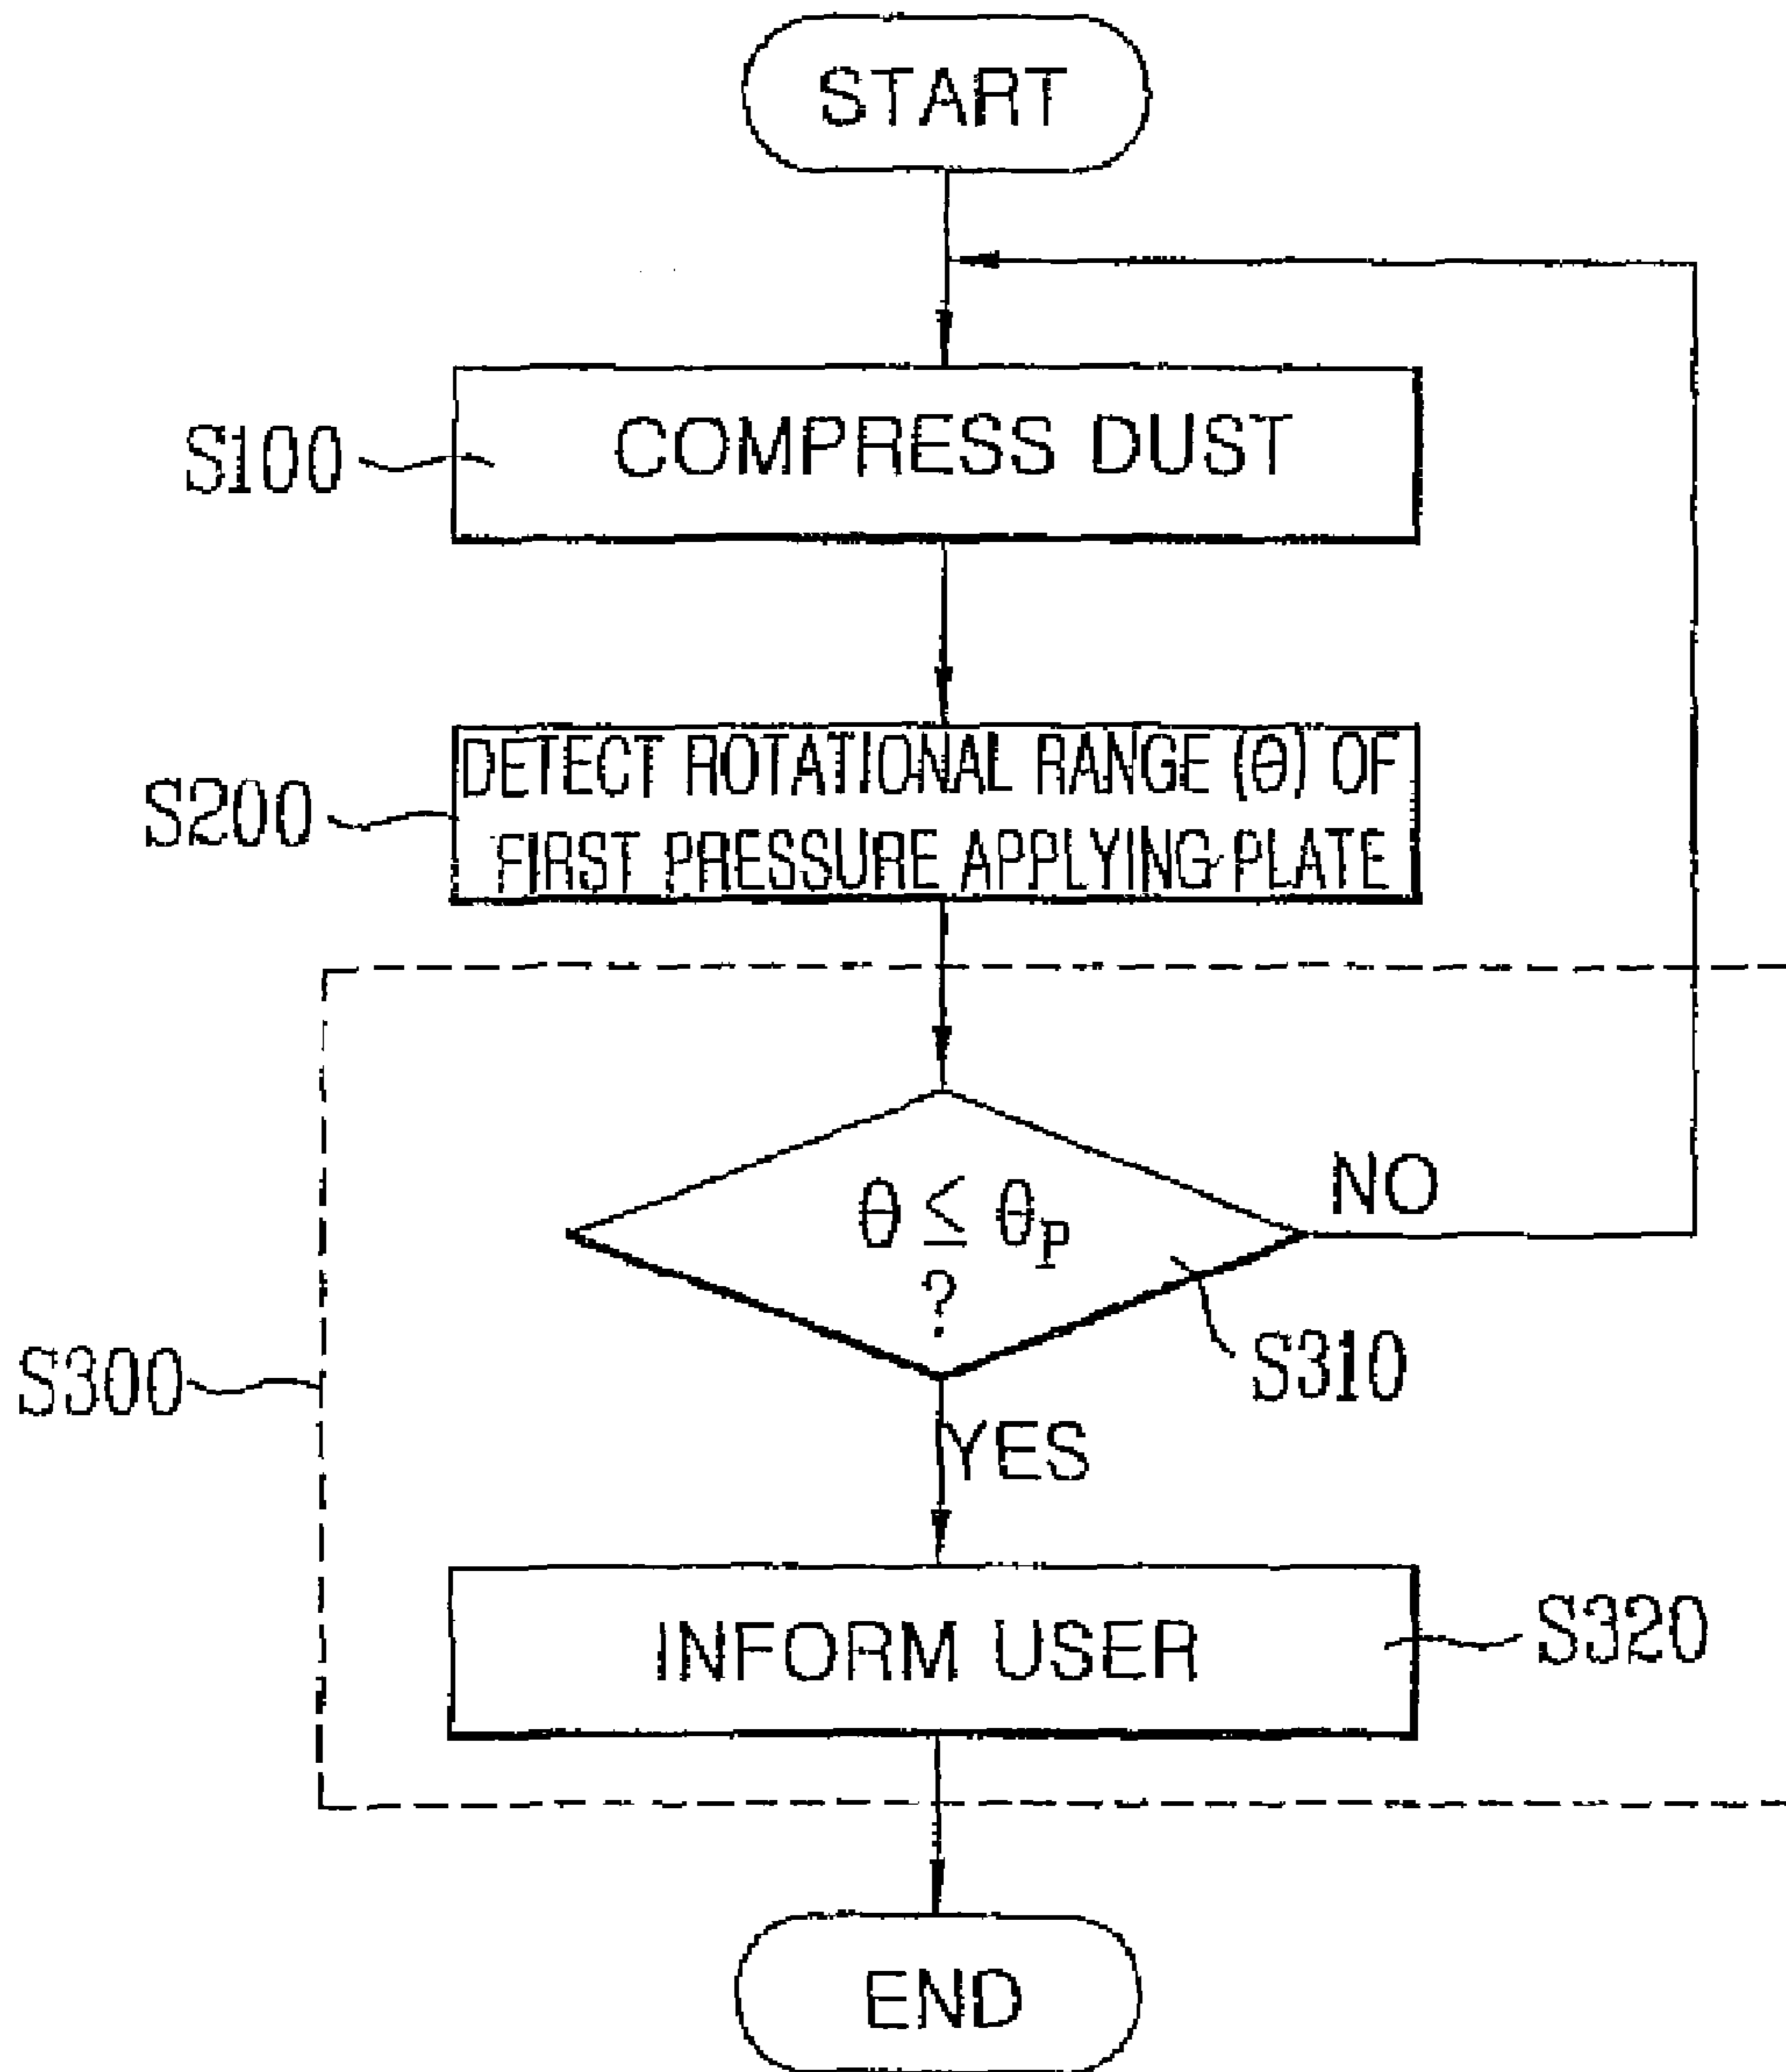 START
S100
COMPRESS DUST
S200
DETECT ROTATIONAL RANGE (θ) OF
FIRST PRESSURE APPLYING PLATE
θ ≤ θP
?
NO
S310
S300
YES
INFORM USER
S320
END